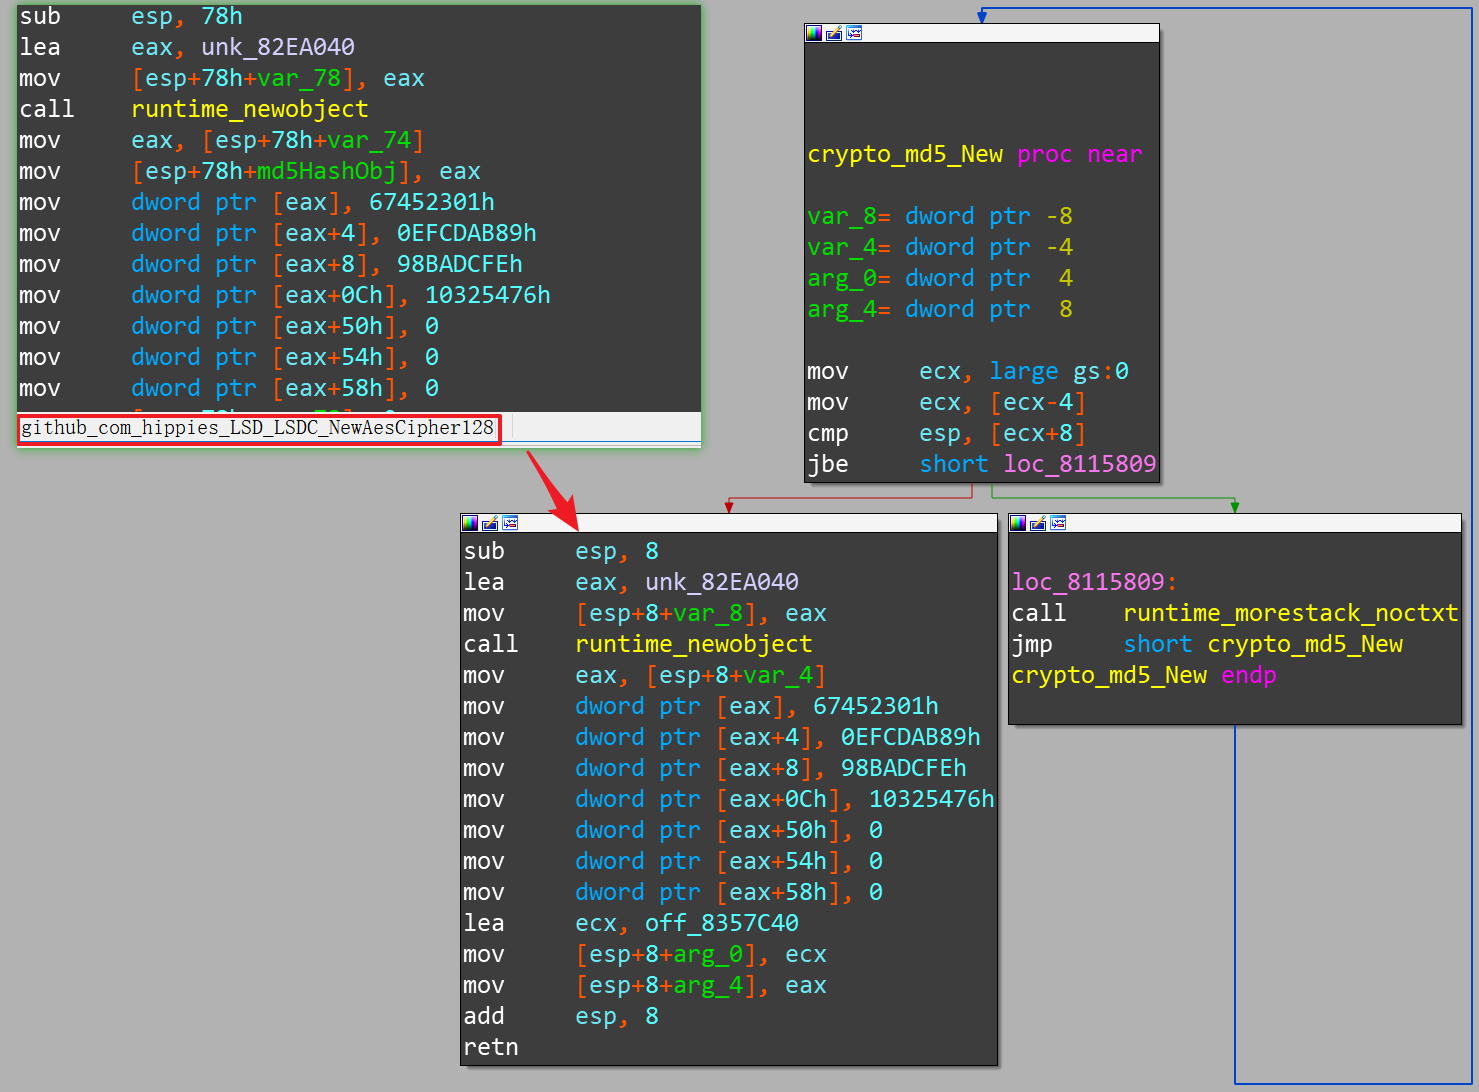 sub esp, 78h
lea eax, unk_82EA040
mov [esp+78h+var_78], eax
call runtime_newobject
mov eax, [esp+78h+var_74]
mov [esp+78h+md5HashObj], eax
mov dword ptr [eax], 67452301h
mov dword ptr [eax+4], 0EFCDAB89h
mov dword ptr [eax+8], 98BADCFEh
mov dword ptr [eax+0Ch], 10325476h
mov dword ptr [eax+50h], 0
mov dword ptr [eax+54h], 0
mov dword ptr [eax+58h], 0
github_com_hippies_LSD_LSDC_NewAesCipher128
crypto_md5_New proc near
var_8= dword ptr -8
var_4= dword ptr -4
arg_0= dword ptr 4
arg_4= dword ptr 8
mov ecx, large gs:0
mov ecx, [ecx-4]
cmp esp, [ecx+8]
jbe short loc_8115809
sub esp, 8
lea eax, unk_82EA040
mov [esp+8+var_8], eax
call runtime_newobject
mov eax, [esp+8+var_4]
mov dword ptr [eax], 67452301h
mov dword ptr [eax+4], 0EFCDAB89h
mov dword ptr [eax+8], 98BADCFEh
mov dword ptr [eax+0Ch], 10325476h
mov dword ptr [eax+50h], 0
mov dword ptr [eax+54h], 0
mov dword ptr [eax+58h], 0
lea ecx, off_8357C40
mov [esp+8+arg_0], ecx
mov [esp+8+arg_4], eax
add esp, 8
retn
loc_8115809:
call runtime_morestack_noctxt
jmp short crypto_md5_New
crypto_md5_New endp